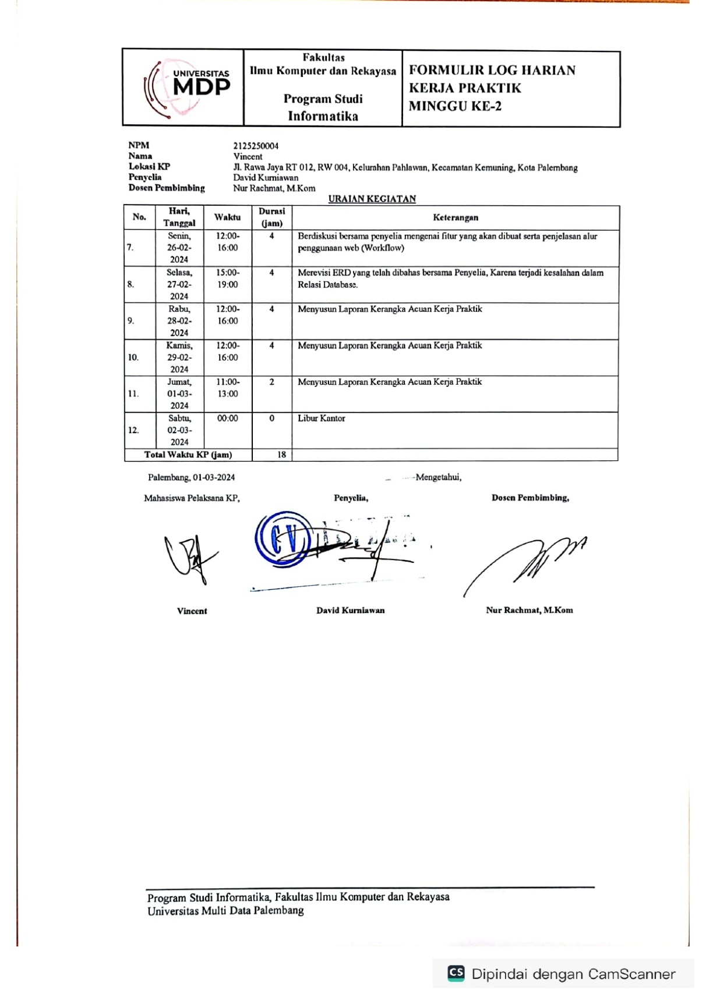 UNIVERSITAS
MDP
Fakultas
Ilmu Komputer dan Rekayasa
Program Studi
Informatika
FORMULIR LOG HARIAN
KERJA PRAKTIK
MINGGU KE-2
NPM 2125250004
Nama Vincent
Lokasi KP Jl. Rawa Jaya RT 012, RW 004, Kelurahan Pahlawan, Kecamatan Kemuning, Kota Palembang
Penyelia David Kurniawan
Dosen Pembimbing Nur Rachmat, M.Kom
URAIAN KEGIATAN
No. Hari, Tanggal Waktu Durasi (jam) Keterangan
7. Senin, 26-02-2024 12:00-16:00 4 Berdiskusi bersama penyelia mengenai fitur yang akan dibuat serta penjelasan alur
penggunaan web (Workflow)
8. Selasa, 27-02-2024 15:00-19:00 4 Merevisi ERD yang telah dibahas bersama Penyelia, Karena terjadi kesalahan dalam
Relasi Database.
9. Rabu, 28-02-2024 12:00-16:00 4 Menyusun Laporan Kerangka Acuan Kerja Praktik
10. Kamis, 29-02-2024 12:00-16:00 4 Menyusun Laporan Kerangka Acuan Kerja Praktik
11. Jumat, 01-03-2024 11:00-13:00 2 Menyusun Laporan Kerangka Acuan Kerja Praktik
12. Sabtu, 02-03-2024 00:00 0 Libur Kantor
Total Waktu KP (jam) 18
Palembang, 01-03-2024 Mengetahui,
Mahasiswa Pelaksana KP, Penyelia, Dosen Pembimbing,
CV
Vincent David Kurniawan Nur Rachmat, M.Kom
Program Studi Informatika, Fakultas Ilmu Komputer dan Rekayasa
Universitas Multi Data Palembang
CS Dipindai dengan CamScanner